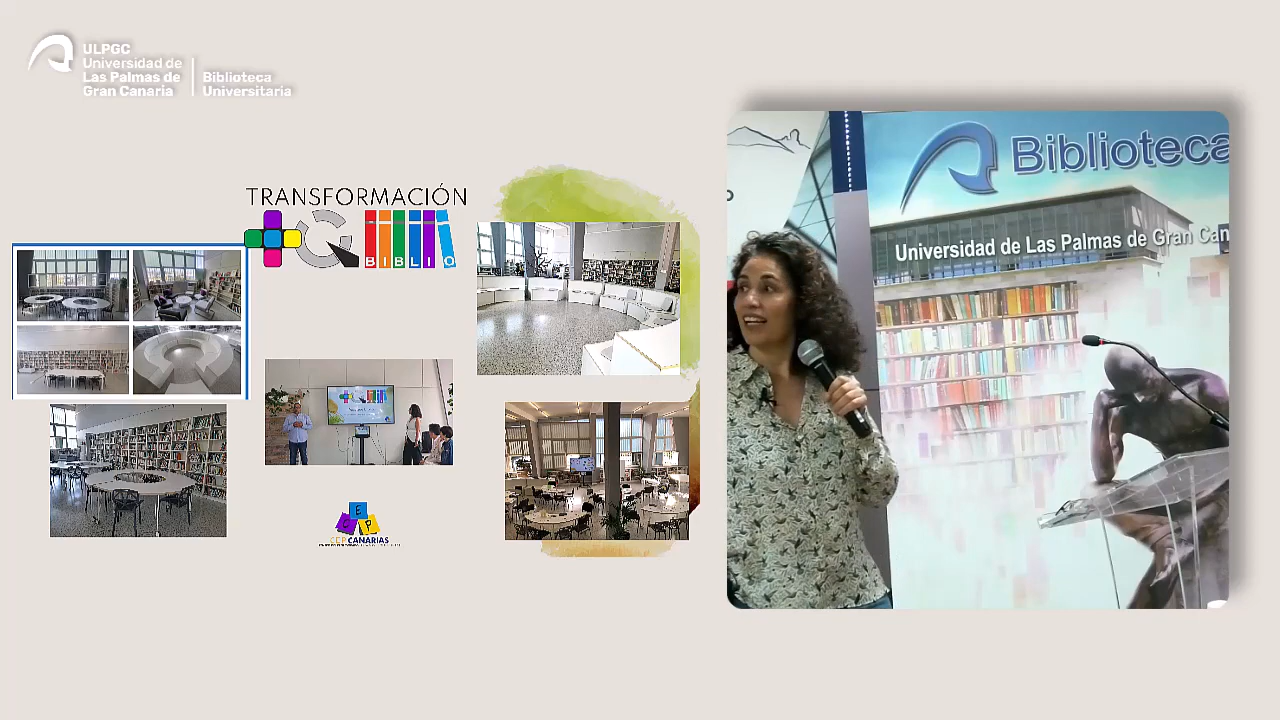 ULPGC
Universidad de
Las Palmas de
Gran Canaria
Biblioteca
Universitaria
TRANSFORMACIÓN
BIBLIO
CEP CANARIAS
Biblioteca
Universidad de Las Palmas de Gran Can